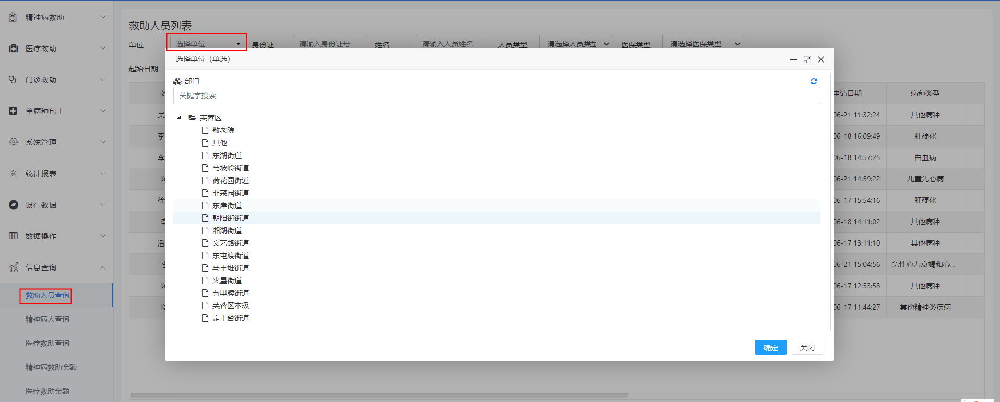 精神病救助
医疗救助
门诊救助
单病种包干
系统管理
统计报表
银行数据
数据操作
信息查询
救助人员查询
精神病人查询
医疗救助查询
精神病救助金额
医疗救助金额
救助人员列表
单位 选择单位 身份证 请输入身份证号 姓名 请输入人员姓名 人员类型 请选择人员类型 医保类型 请选择医保类型
起始日期
选择单位（单选）
部门
关键字搜索
芙蓉区
敬老院
其他
东湖街道
马坡岭街道
荷花园街道
韭菜园街道
东岸街道
朝阳街街道
湘湖街道
文艺路街道
东屯渡街道
马王堆街道
火星街道
五里牌街道
芙蓉区本级
定王台街道
确定 关闭
申请日期 病种类型
06-21 11:32:24 其他病种
李 06-18 16:09:49 肝硬化
李 06-18 14:57:25 白血病
06-21 14:59:22 儿童先心病
徐 06-17 15:54:16 肝硬化
06-18 14:11:02 其他病种
潘 06-17 13:11:10 其他病种
06-21 15:04:56 急性心力衰竭和心...
06-17 12:53:58 其他病种
06-17 11:44:27 其他精神类疾病